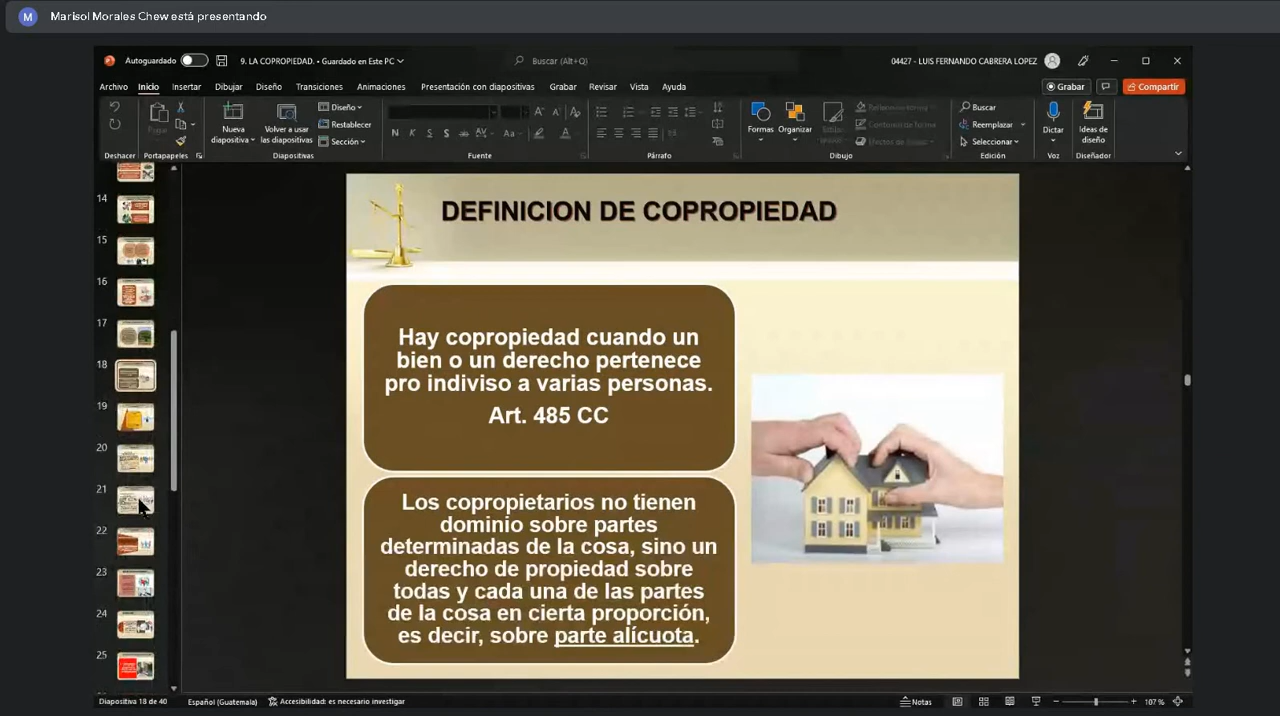 M Marisol Morales Chew está presentando
Autoguardado 9. LA COPROPIEDAD. • Guardado en Este PC Buscar (Alt+Q) 04427 - LUIS FERNANDO CABRERA LOPEZ
Archivo Inicio Insertar Dibujar Diseño Transiciones Animaciones Presentación con diapositivas Grabar Revisar Vista Ayuda Grabar Compartir
Pegar
Nueva diapositiva
Volver a usar las diapositivas
Diseño
Restablecer
Sección
N K S S ab AV Aa
Formas
Organizar
Buscar
Reemplazar
Seleccionar
Dictar
Ideas de diseño
Deshacer Portapapeles Diapositivas Fuente Párrafo Dibujo Edición Voz Diseñador
14
15
16
17
18
19
20
21
22
23
24
25
DEFINICION DE COPROPIEDAD
Hay copropiedad cuando un
bien o un derecho pertenece
pro indiviso a varias personas.
Art. 485 CC
Los copropietarios no tienen
dominio sobre partes
determinadas de la cosa, sino un
derecho de propiedad sobre
todas y cada una de las partes
de la cosa en cierta proporción,
es decir, sobre parte alícuota.
Diapositiva 18 de 40 Español (Guatemala) Accesibilidad: es necesario investigar Notas 107 %